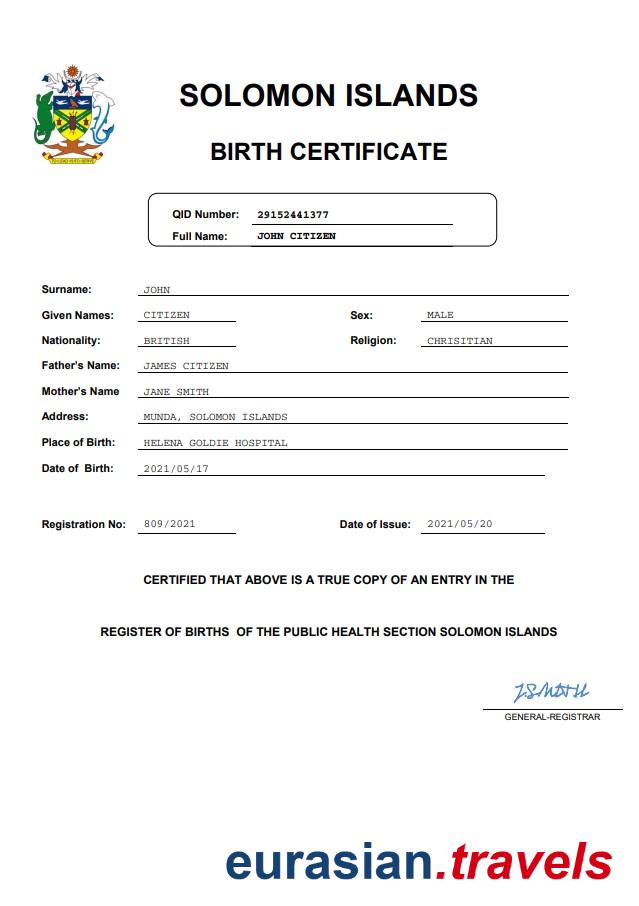 SOLOMON ISLANDS
BIRTH CERTIFICATE
QID Number: 29152441377
Full Name: JOHN CITIZEN
Surname: JOHN
Given Names: CITIZEN Sex: MALE
Nationality: BRITISH Religion: CHRISITIAN
Father's Name: JAMES CITIZEN
Mother's Name JANE SMITH
Address: MUNDA, SOLOMON ISLANDS
Place of Birth: HELENA GOLDIE HOSPITAL
Date of Birth: 2021/05/17
Registration No: 809/2021 Date of Issue: 2021/05/20
CERTIFIED THAT ABOVE IS A TRUE COPY OF AN ENTRY IN THE
REGISTER OF BIRTHS OF THE PUBLIC HEALTH SECTION SOLOMON ISLANDS
J.SMITH
GENERAL-REGISTRAR
eurasian.travels